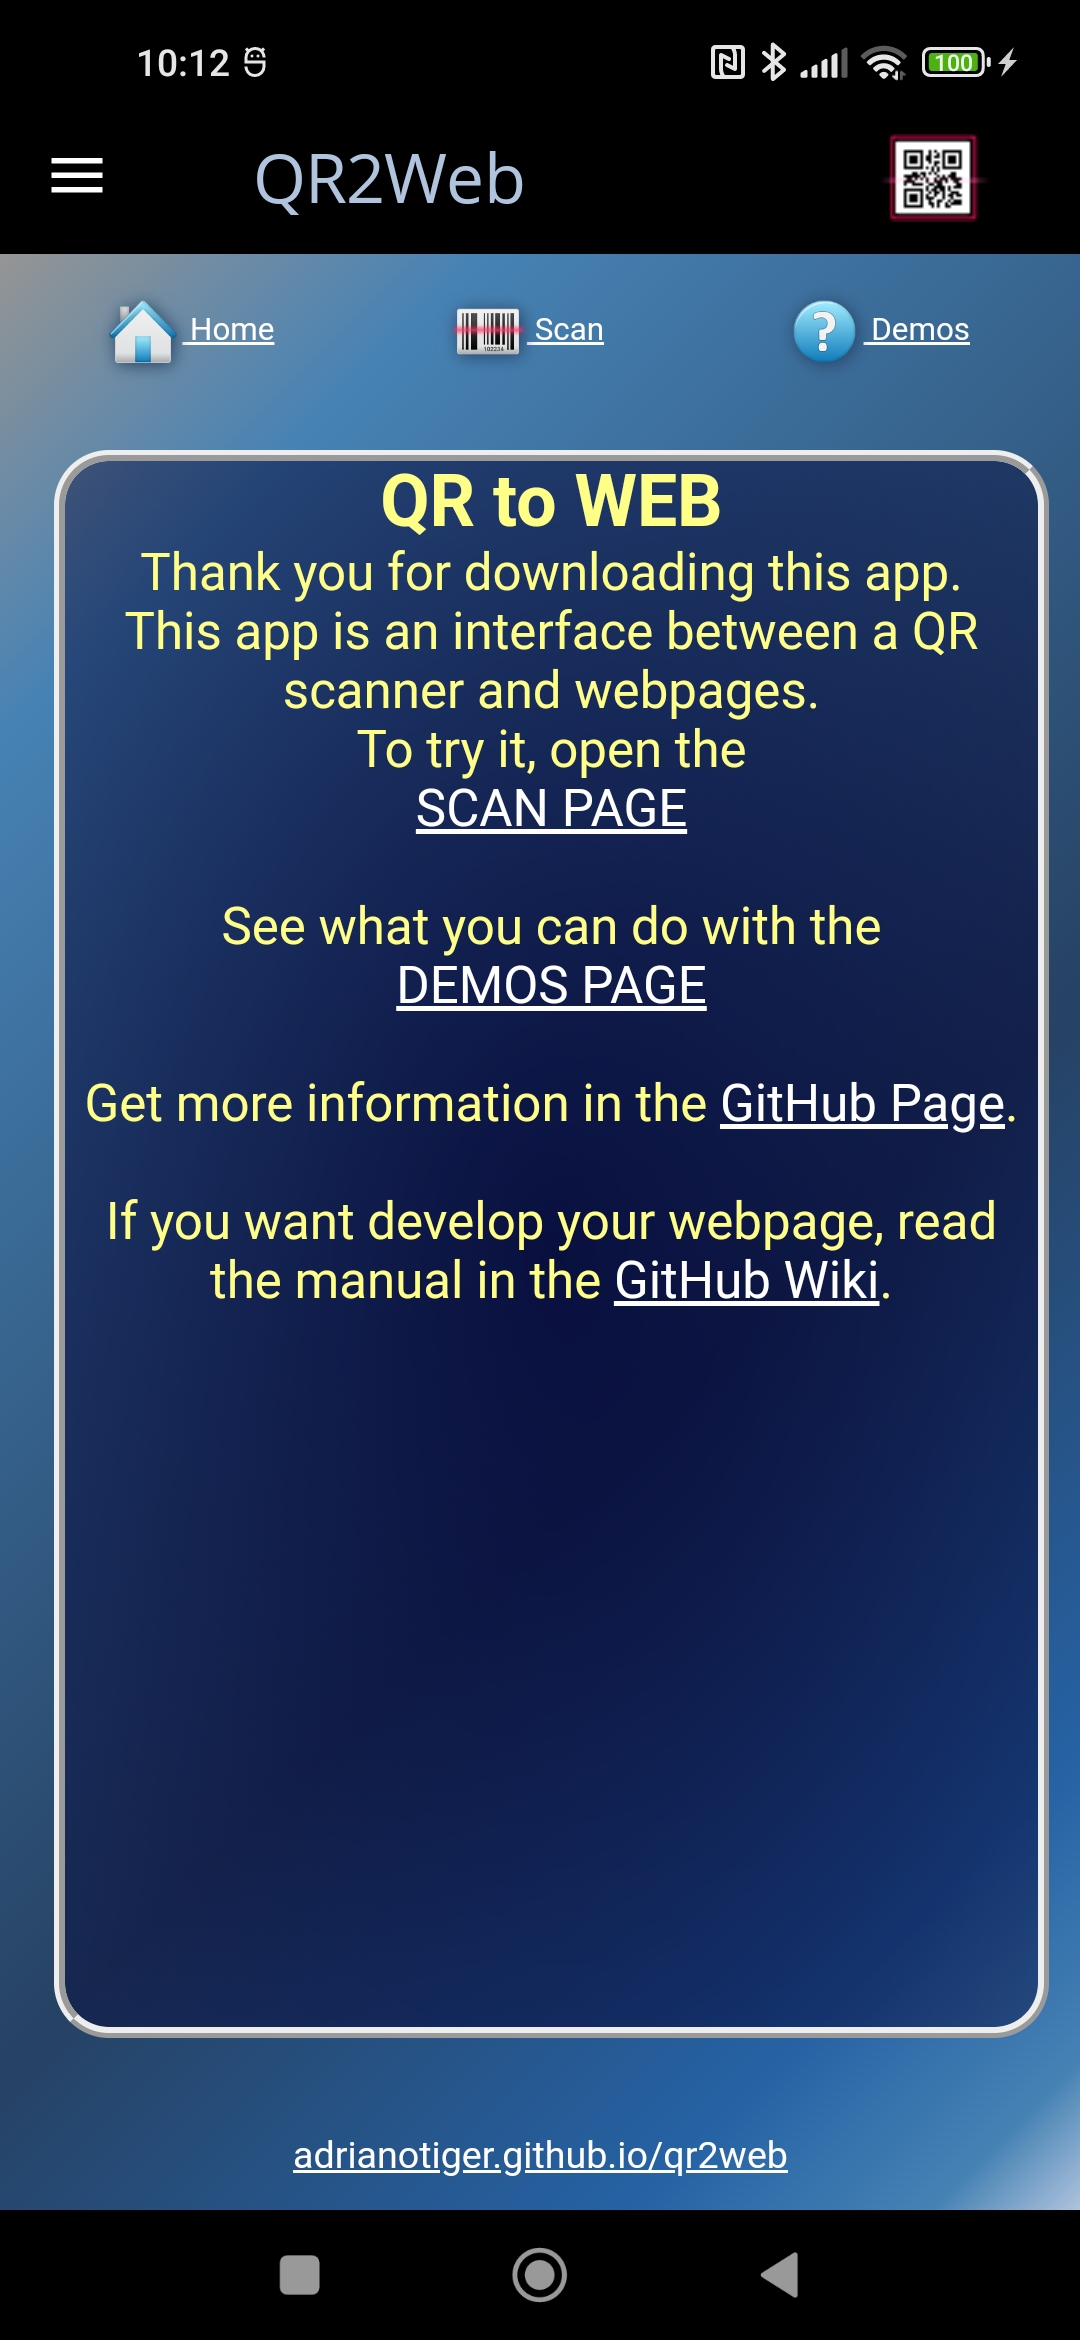 10:12
100
QR2Web
Home
Scan
Demos
QR to WEB
Thank you for downloading this app.
This app is an interface between a QR
scanner and webpages.
To try it, open the
SCAN PAGE
See what you can do with the
DEMOS PAGE
Get more information in the GitHub Page.
If you want develop your webpage, read
the manual in the GitHub Wiki.
adrianotiger.github.io/qr2web